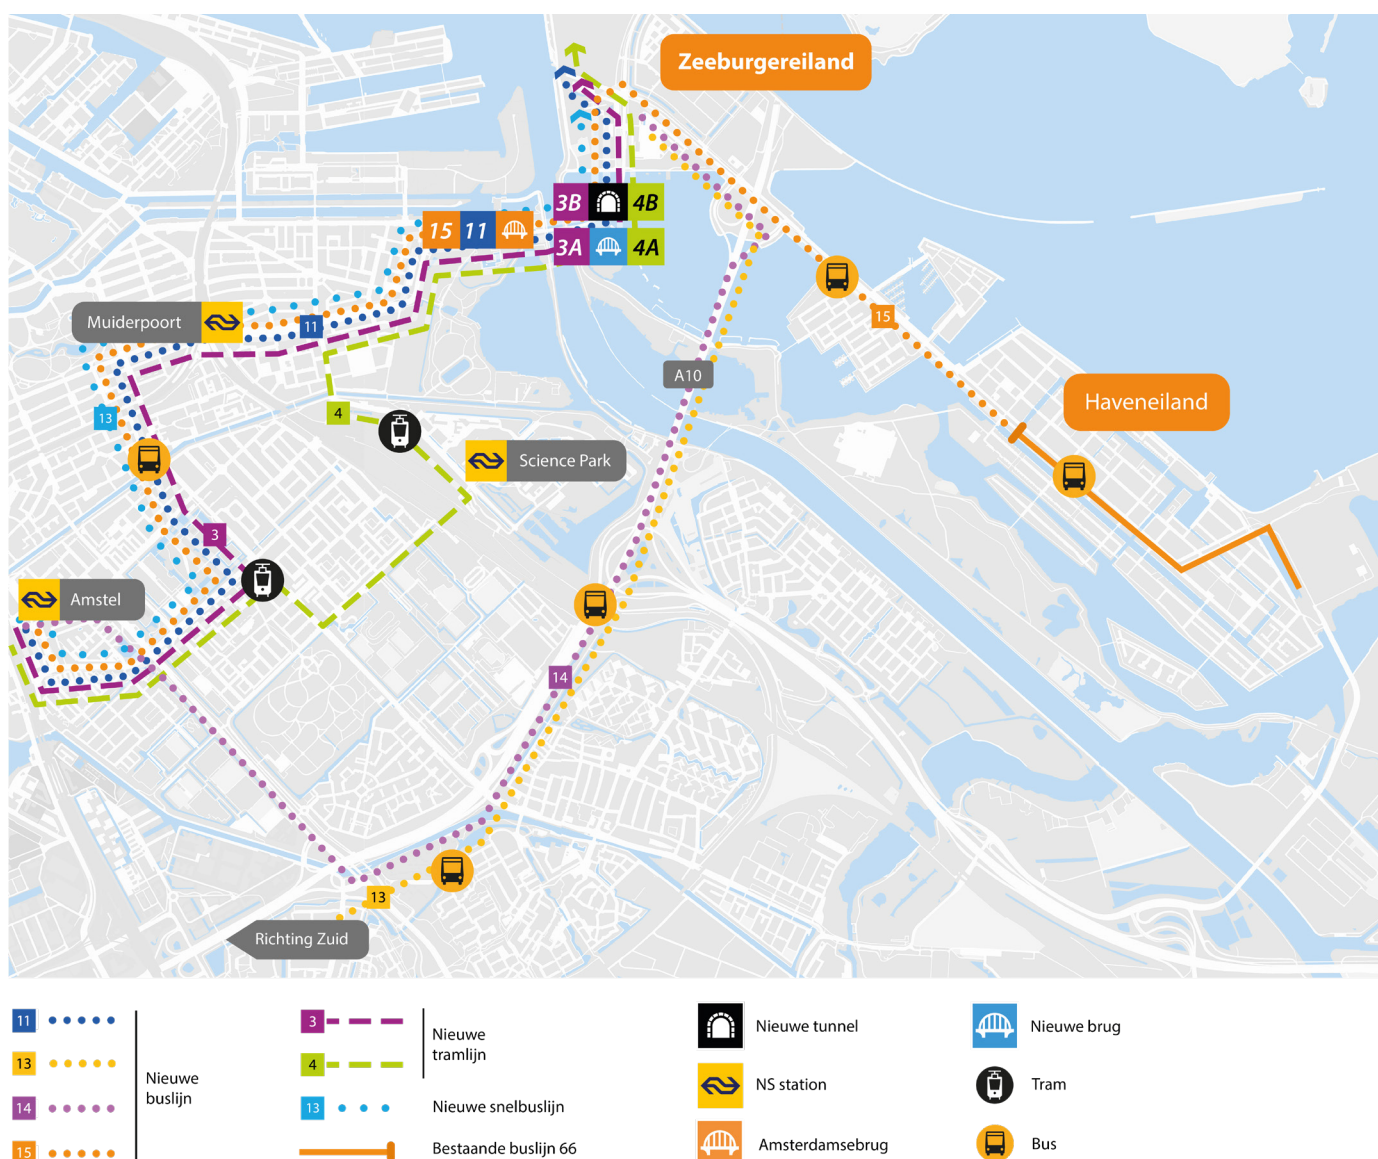 Zeeburgereiland
3B
4B
15 11
3A
4A
Muiderpoort
11
15
A10
Haveneiland
13
4
Science Park
3
Amstel
14
13
Richting Zuid
11
13
14
15
Nieuwe
buslijn
3
4
Nieuwe
tramlijn
13
Nieuwe snelbuslijn
Bestaande buslijn 66
Nieuwe tunnel
NS station
Amsterdamsebrug
Nieuwe brug
Tram
Bus